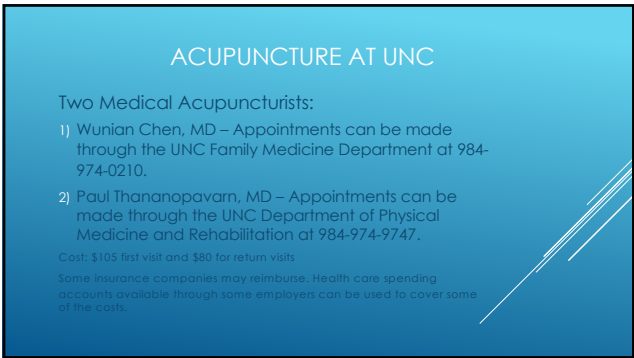 ACUPUNCTURE AT UNC
Two Medical Acupuncturists:
1) Wunian Chen, MD – Appointments can be made
through the UNC Family Medicine Department at 984-
974-0210.
2) Paul Thananopavarn, MD – Appointments can be
made through the UNC Department of Physical
Medicine and Rehabilitation at 984-974-9747.
Cost: $105 first visit and $80 for return visits
Some insurance companies may reimburse. Health care spending
accounts available through some employers can be used to cover some
of the costs.